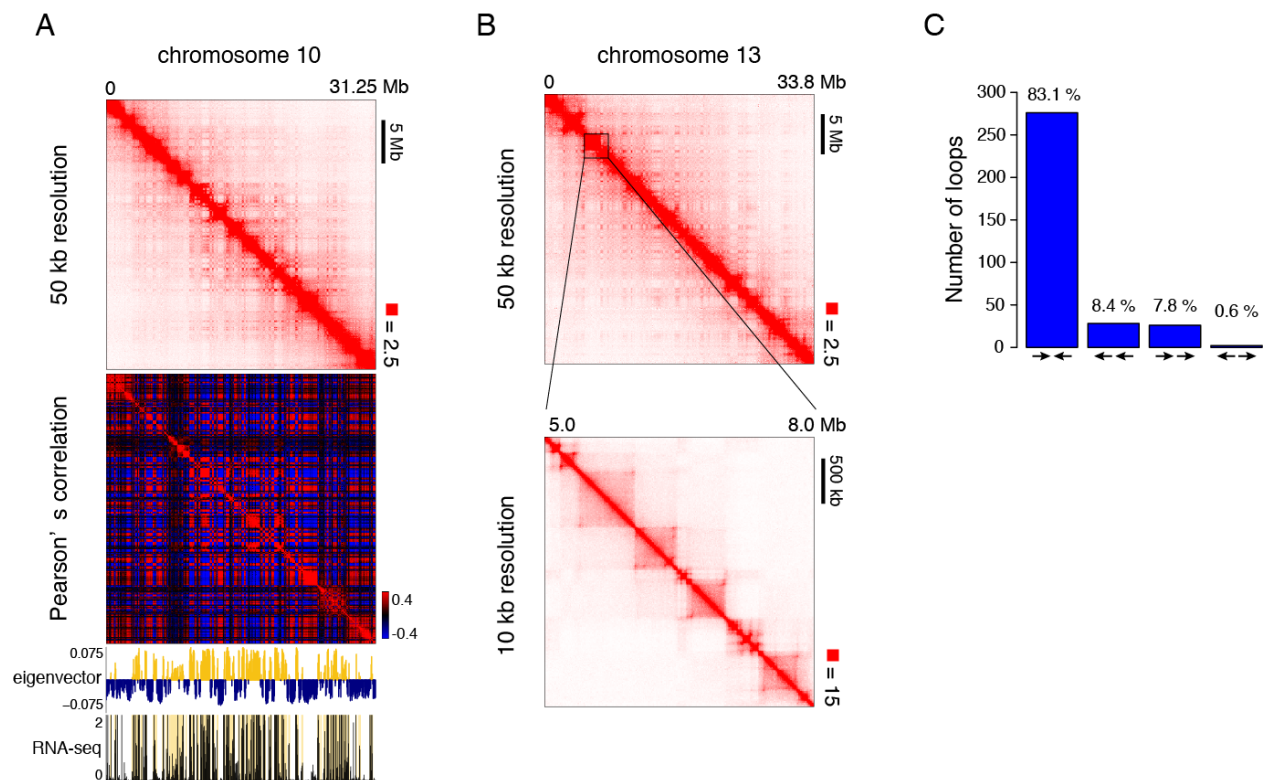 A
chromosome 10
0 31.25 Mb
50 kb resolution
5 Mb
= 2.5
Pearson’ s correlation
0.4
-0.4
0.075
eigenvector
−0.075
2
RNA-seq
0
B
chromosome 13
0 33.8 Mb
50 kb resolution
5 Mb
= 2.5
5.0 8.0 Mb
10 kb resolution
500 kb
= 15
C
Number of loops
300
250
200
150
100
50
0
83.1 %
8.4 %
7.8 %
0.6 %